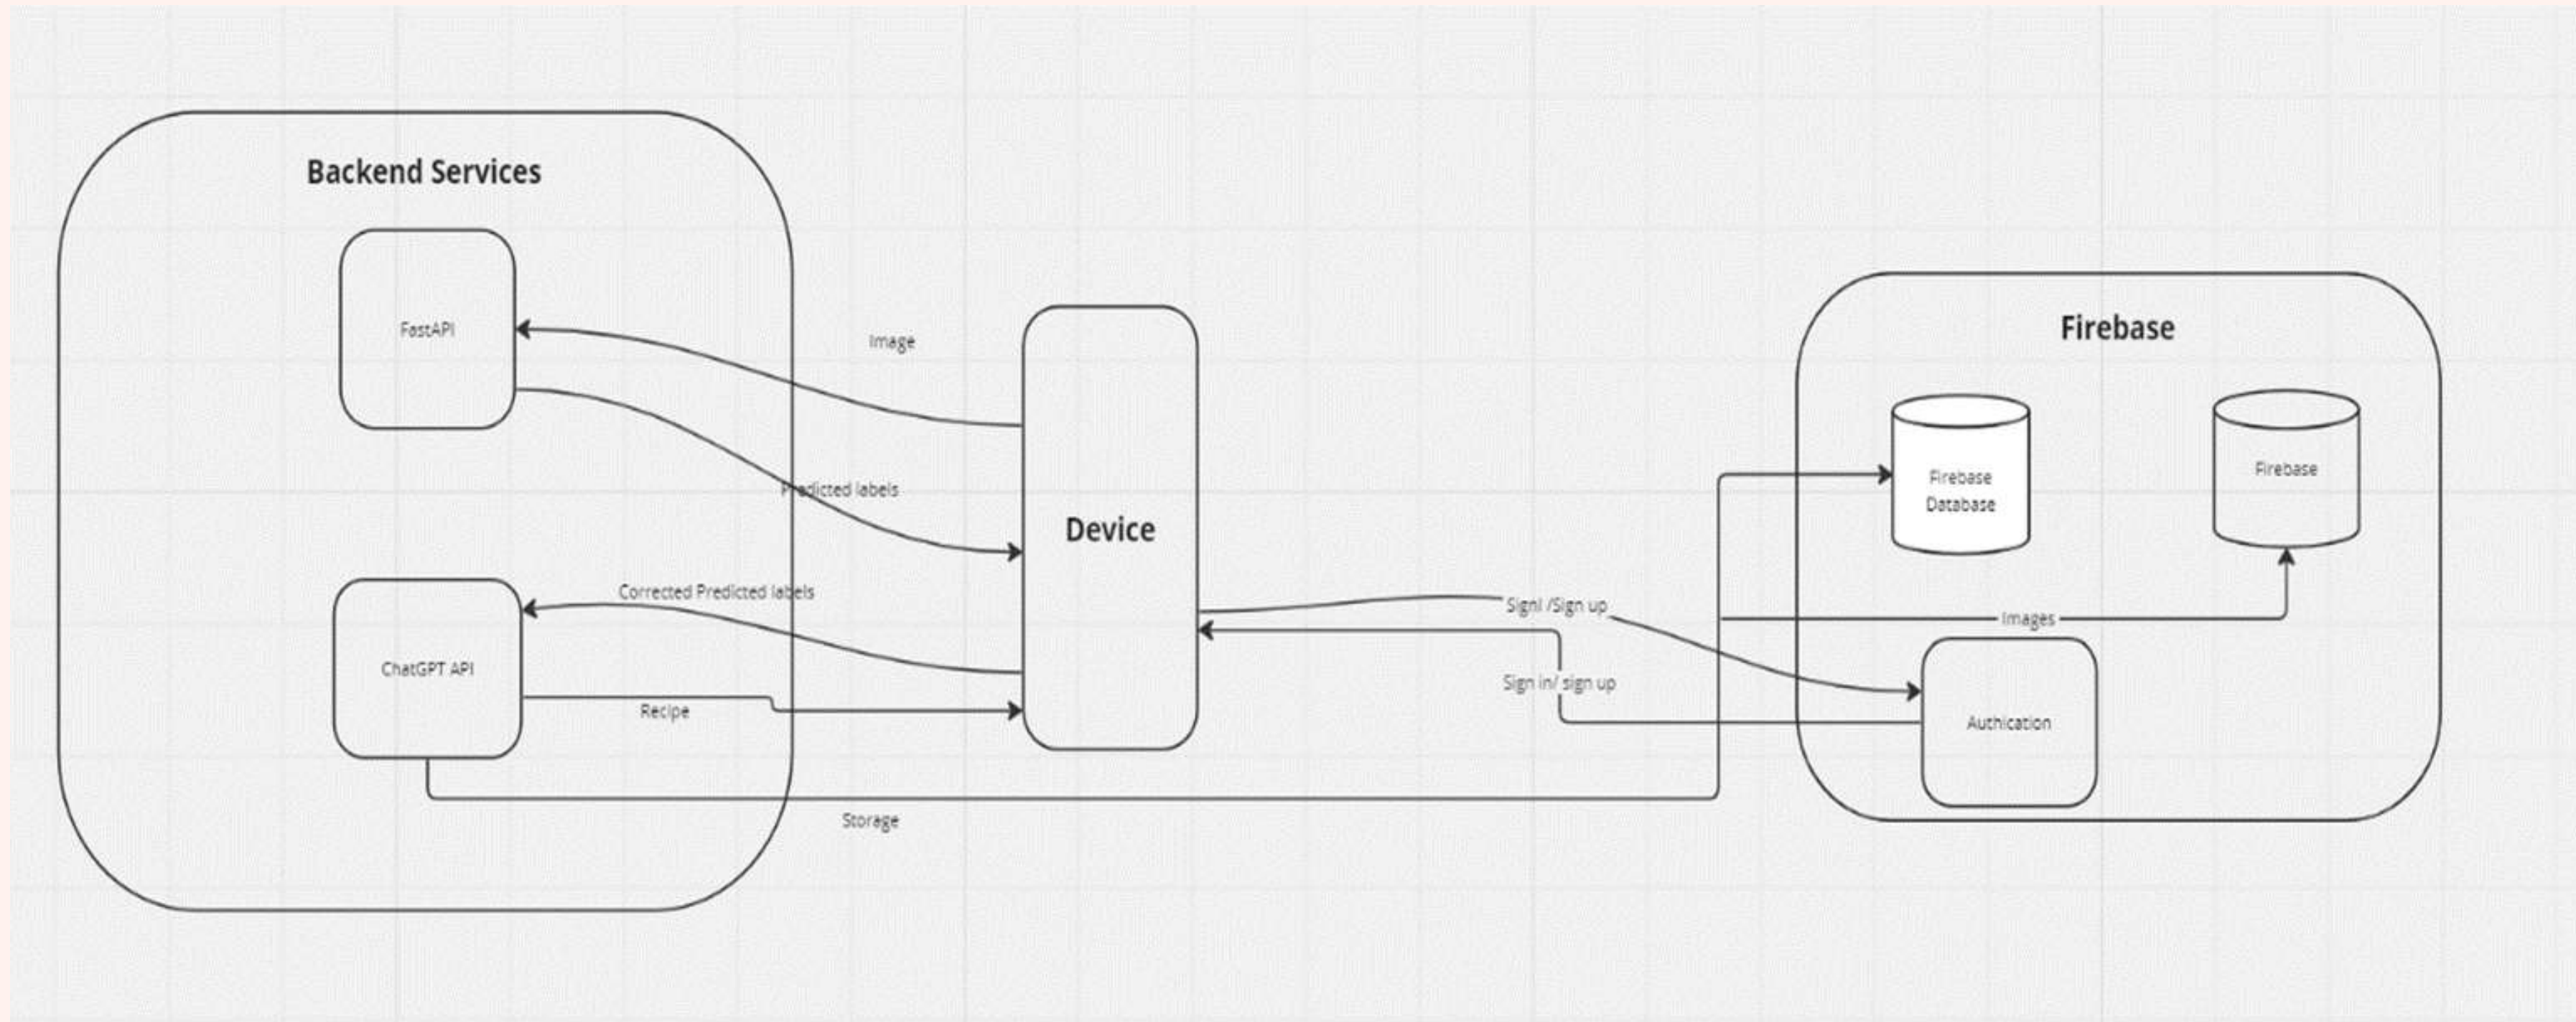 Backend Services
FastAPI
Image
Predicted labels
Corrected Predicted labels
ChatGPT API
Recipe
Storage
Device
SignI /Sign up
Sign in/ sign up
Firebase
Firebase
Database
Firebase
Images
Authication